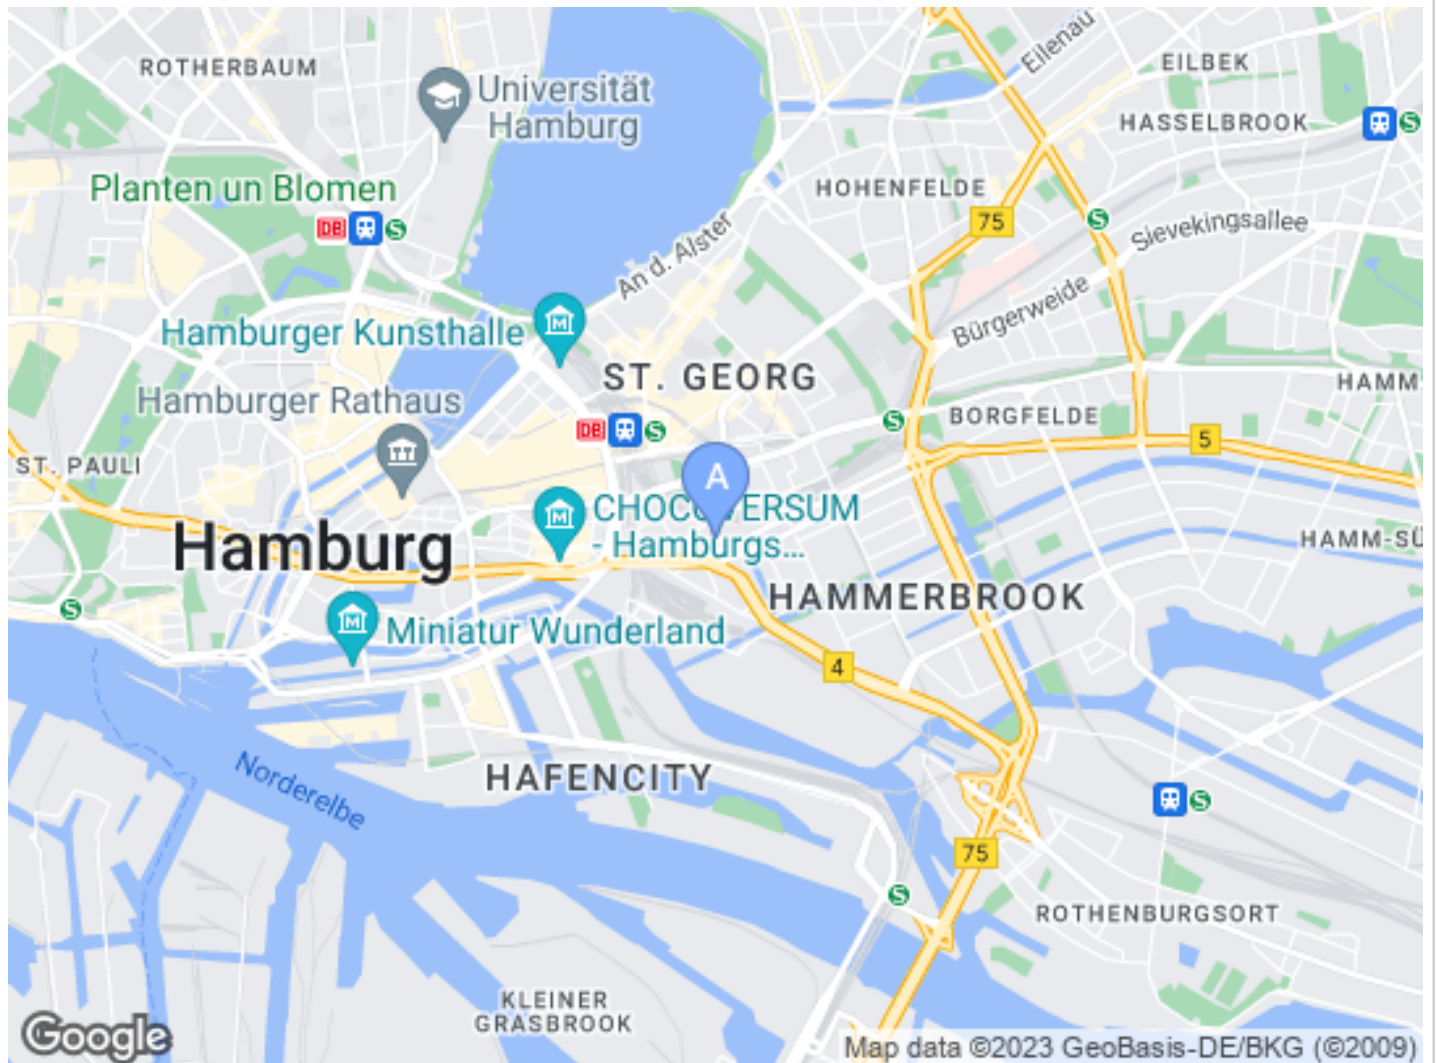 ROTHERBAUM
Universität
Hamburg
Eilenau
EILBEK
HASSELBROOK
S
Planten un Blomen
DB
S
HOHENFELDE
75
S
Sievekingsallee
An d. Alster
Bürgerweide
Hamburger Kunsthalle
ST. GEORG
HAMM
Hamburger Rathaus
DB
S
S
BORGFELDE
5
ST. PAULI
A
CHOCOVERSUM
- Hamburgs...
Hamburg
HAMM-SÜ
HAMMERBROOK
S
Miniatur Wunderland
4
Norderelbe
HAFENCITY
S
75
S
ROTHENBURGSORT
KLEINER
GRASBROOK
Google
Map data ©2023 GeoBasis-DE/BKG (©2009)